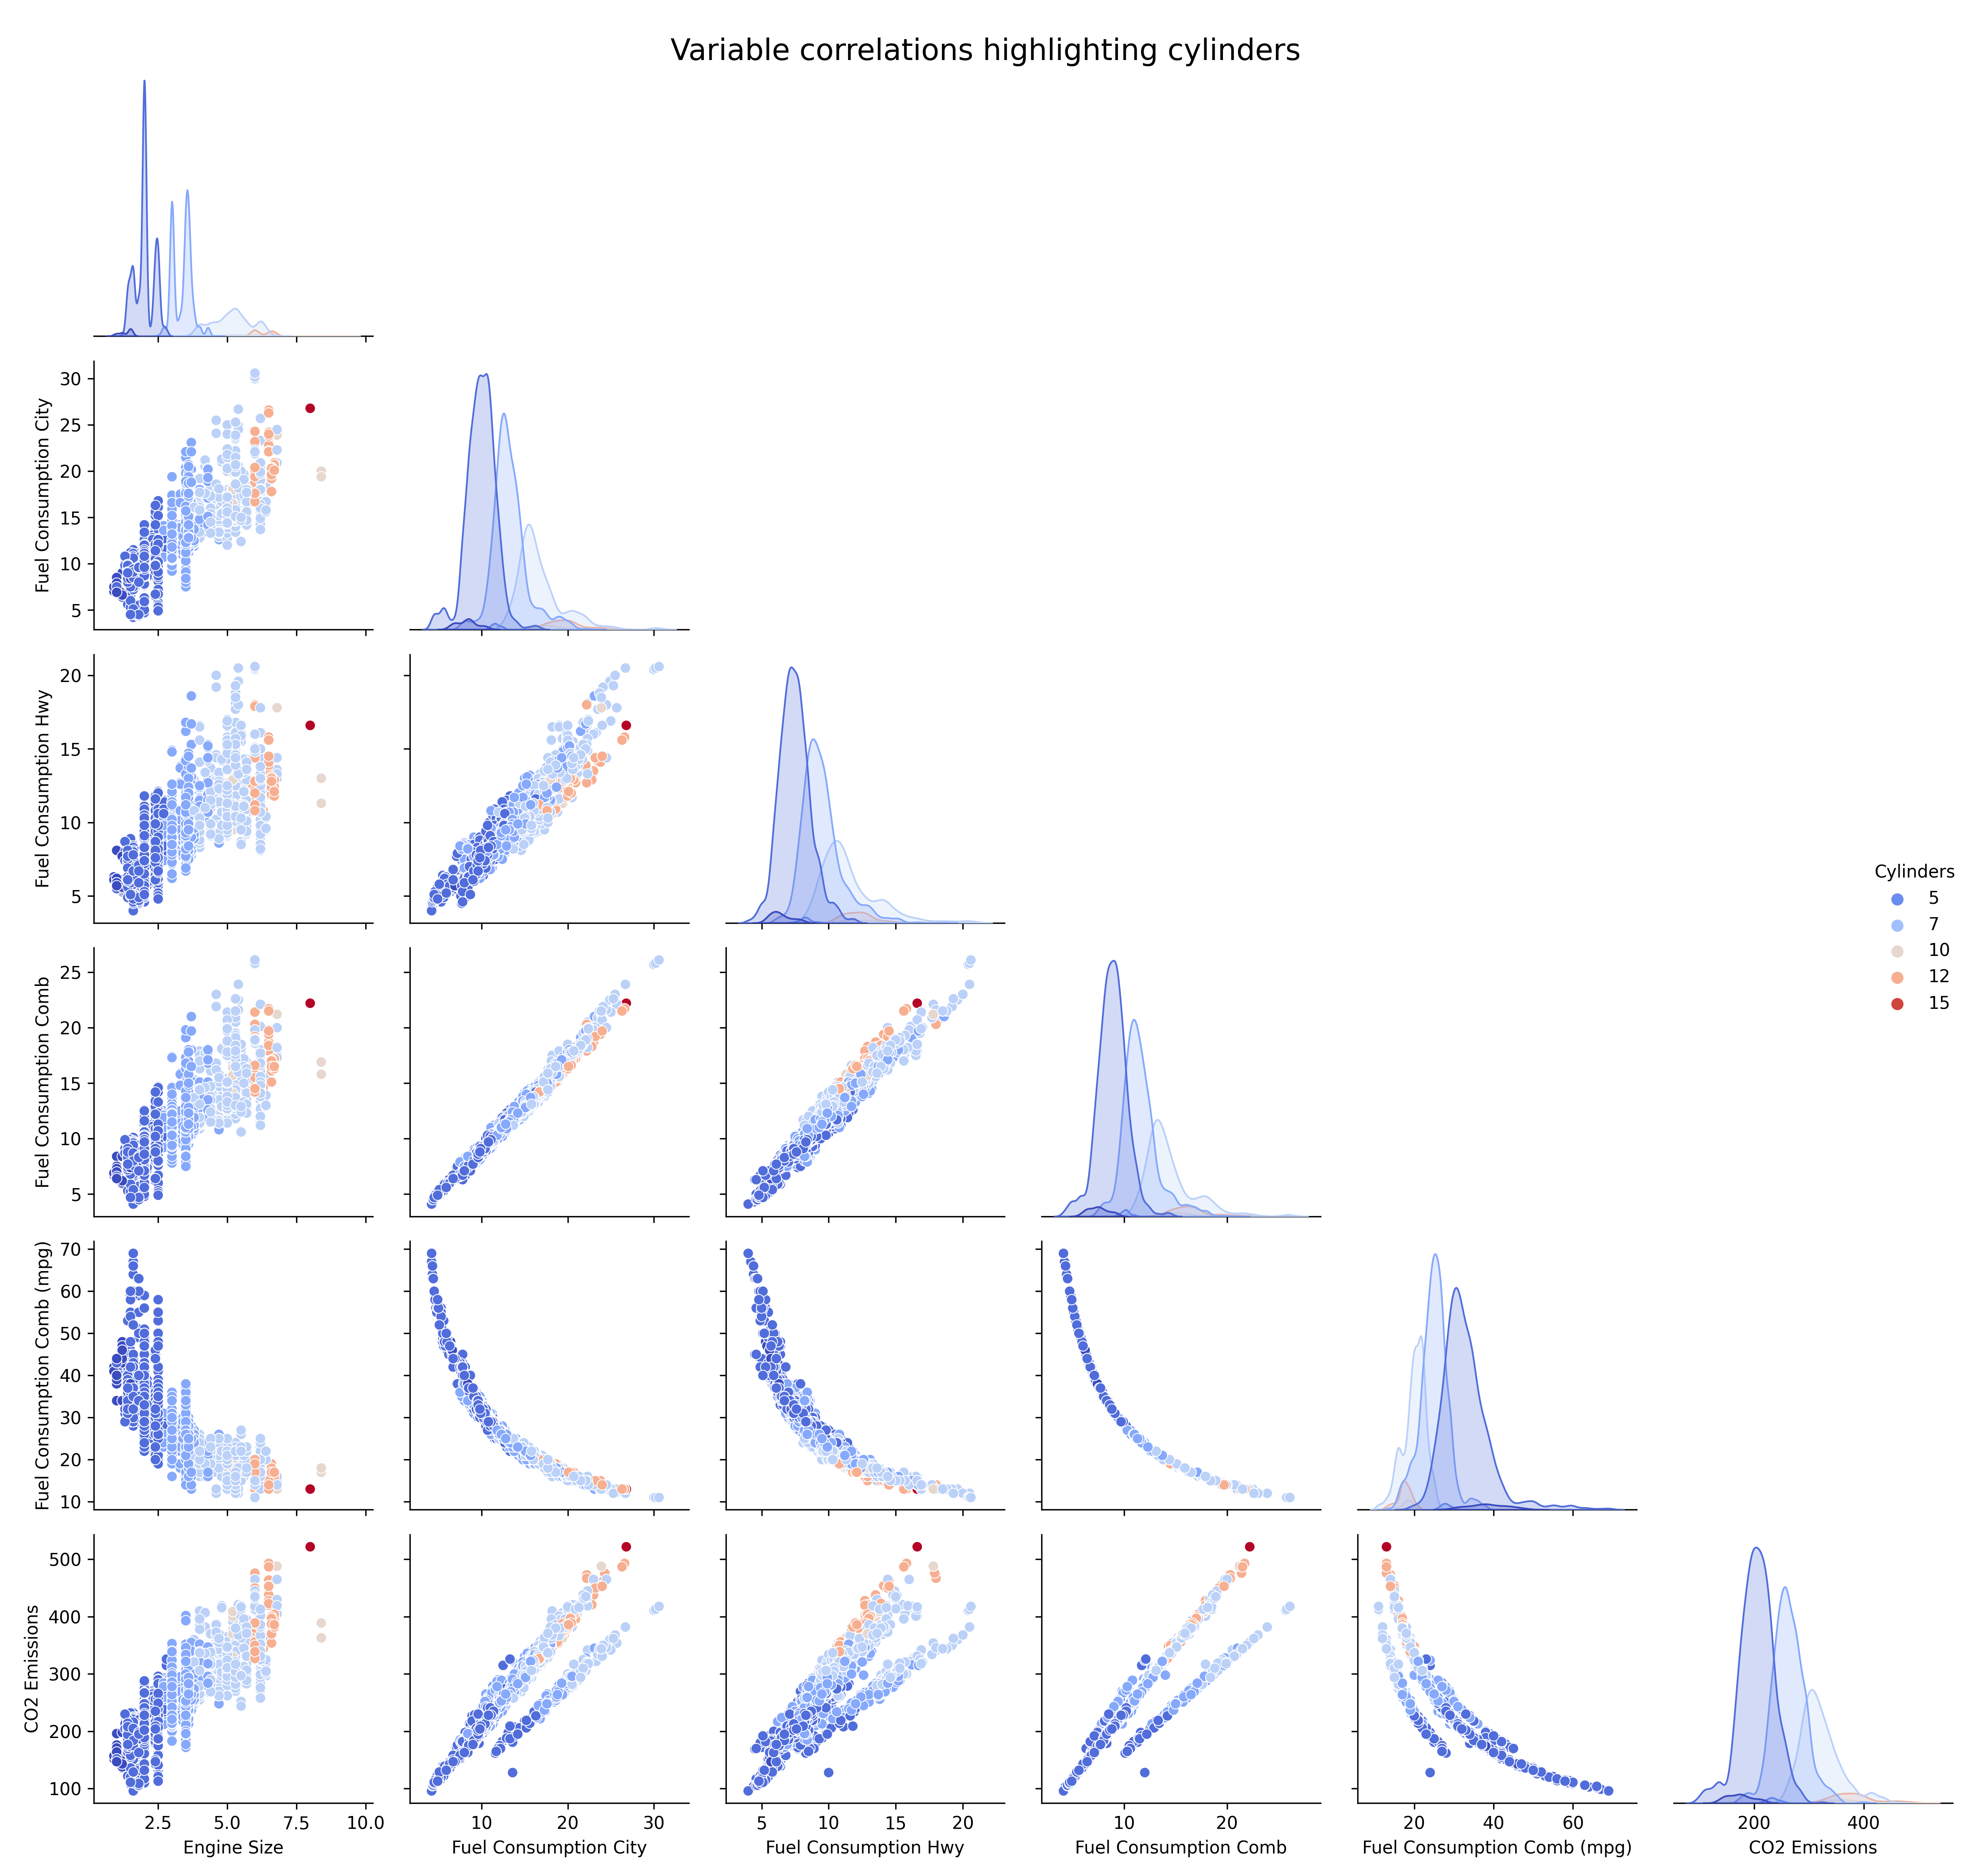 Variable correlations highlighting cylinders
Fuel Consumption City
30
25
20
15
10
5
Fuel Consumption Hwy
20
15
10
5
Cylinders
5
7
10
12
15
Fuel Consumption Comb
25
20
15
10
5
Fuel Consumption Comb (mpg)
70
60
50
40
30
20
10
CO2 Emissions
500
400
300
200
100
2.5 5.0 7.5 10.0
10 20 30
5 10 15 20
10 20
20 40 60
200 400
Engine Size
Fuel Consumption City
Fuel Consumption Hwy
Fuel Consumption Comb
Fuel Consumption Comb (mpg)
CO2 Emissions